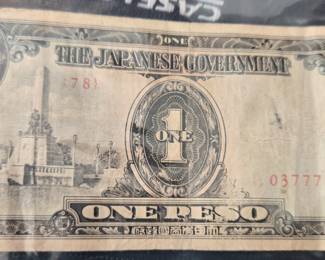 CASE
ONE
THE JAPANESE GOVERNMENT
{78}
1
ONE
03777
ONE PESO